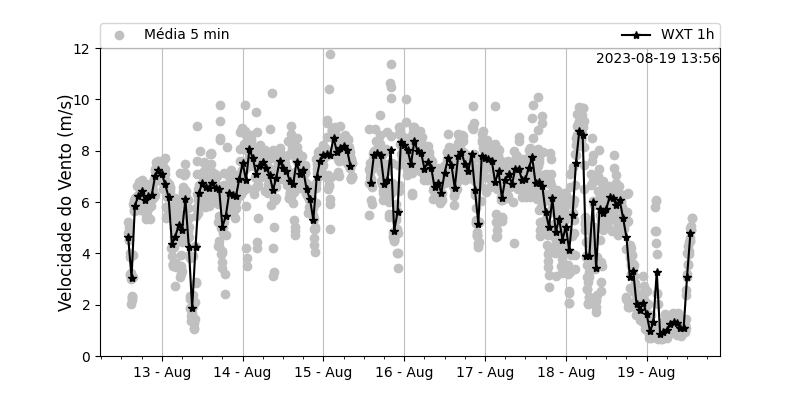 Média 5 min
WXT 1h
2023-08-19 13:56
Velocidade do Vento (m/s)
12
10
8
6
4
2
0
13 - Aug
14 - Aug
15 - Aug
16 - Aug
17 - Aug
18 - Aug
19 - Aug